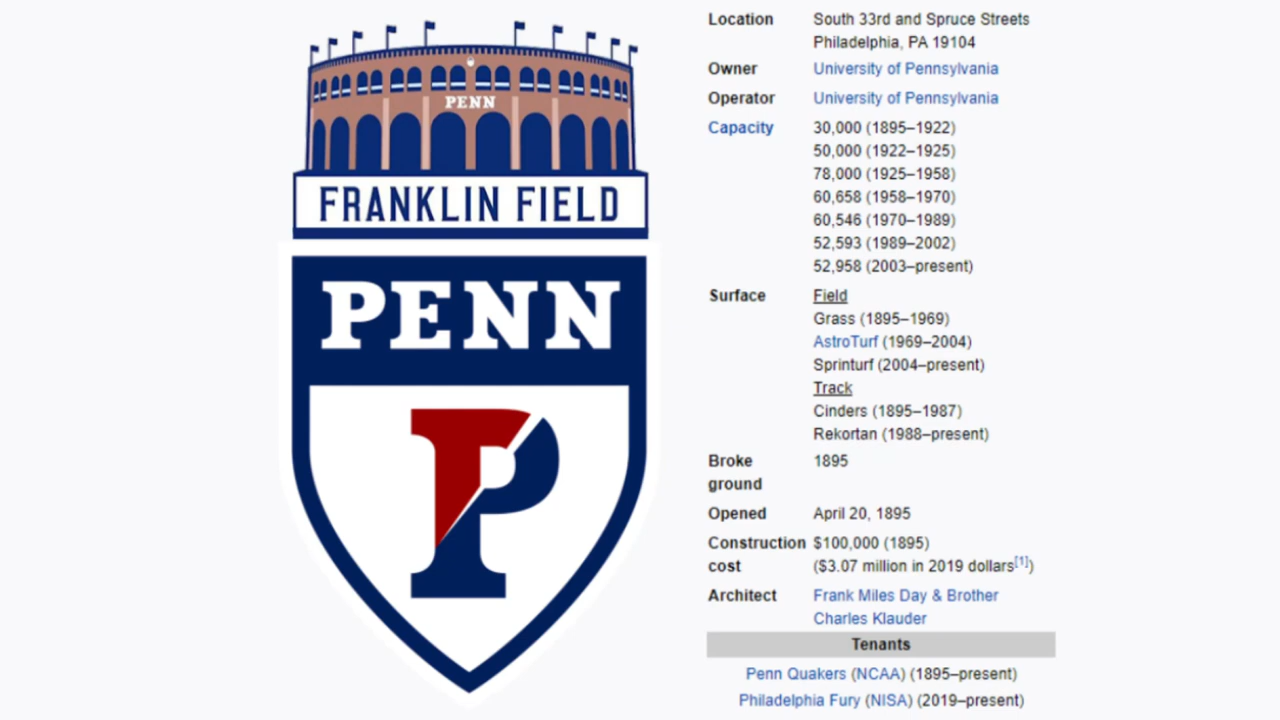 PENN
FRANKLIN FIELD
PENN
P
Location South 33rd and Spruce Streets
Philadelphia, PA 19104
Owner University of Pennsylvania
Operator University of Pennsylvania
Capacity 30,000 (1895–1922)
50,000 (1922–1925)
78,000 (1925–1958)
60,658 (1958–1970)
60,546 (1970–1989)
52,593 (1989–2002)
52,958 (2003–present)
Surface Field
Grass (1895–1969)
AstroTurf (1969–2004)
Sprinturf (2004–present)
Track
Cinders (1895–1987)
Rekortan (1988–present)
Broke 1895
ground
Opened April 20, 1895
Construction $100,000 (1895)
cost ($3.07 million in 2019 dollars[1])
Architect Frank Miles Day & Brother
Charles Klauder
Tenants
Penn Quakers (NCAA) (1895–present)
Philadelphia Fury (NISA) (2019–present)